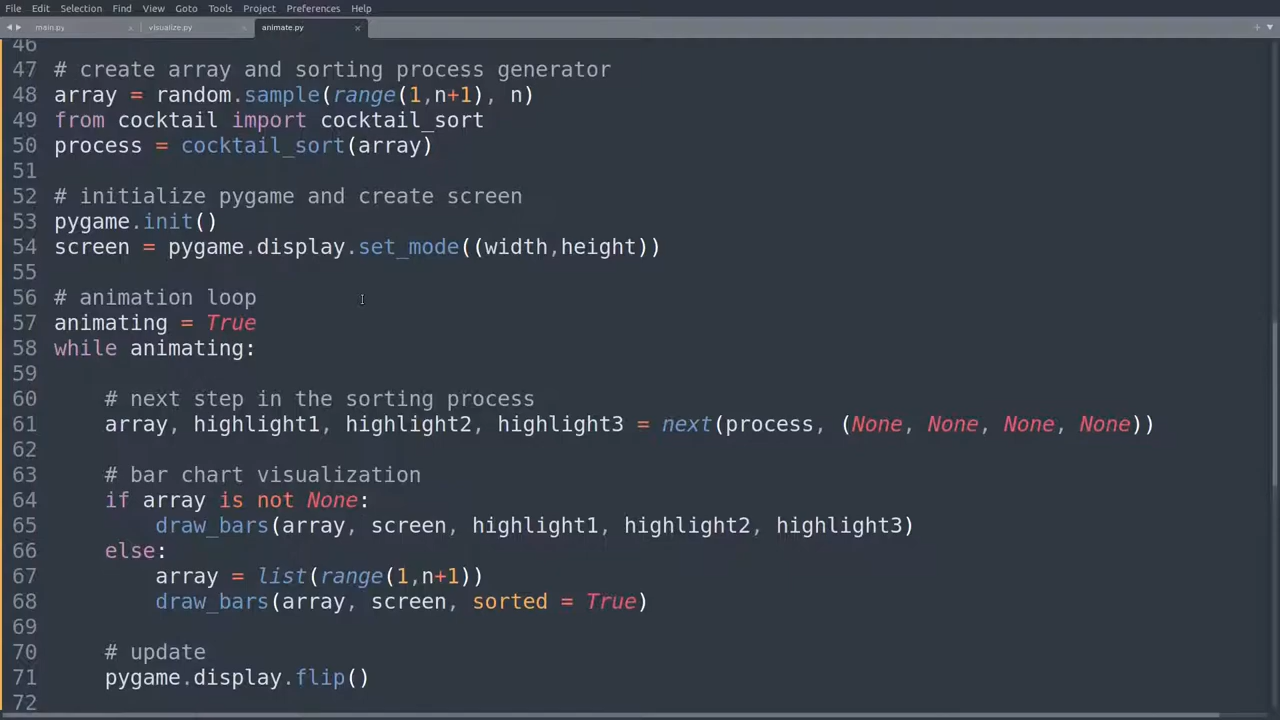 File Edit Selection Find View Goto Tools Project Preferences Help
main.py × visualize.py × animate.py ×
46
47 # create array and sorting process generator
48 array = random.sample(range(1,n+1), n)
49 from cocktail import cocktail_sort
50 process = cocktail_sort(array)
51
52 # initialize pygame and create screen
53 pygame.init()
54 screen = pygame.display.set_mode((width,height))
55
56 # animation loop
57 animating = True
58 while animating:
59
60     # next step in the sorting process
61     array, highlight1, highlight2, highlight3 = next(process, (None, None, None, None))
62
63     # bar chart visualization
64     if array is not None:
65         draw_bars(array, screen, highlight1, highlight2, highlight3)
66     else:
67         array = list(range(1,n+1))
68         draw_bars(array, screen, sorted = True)
69
70     # update
71     pygame.display.flip()
72